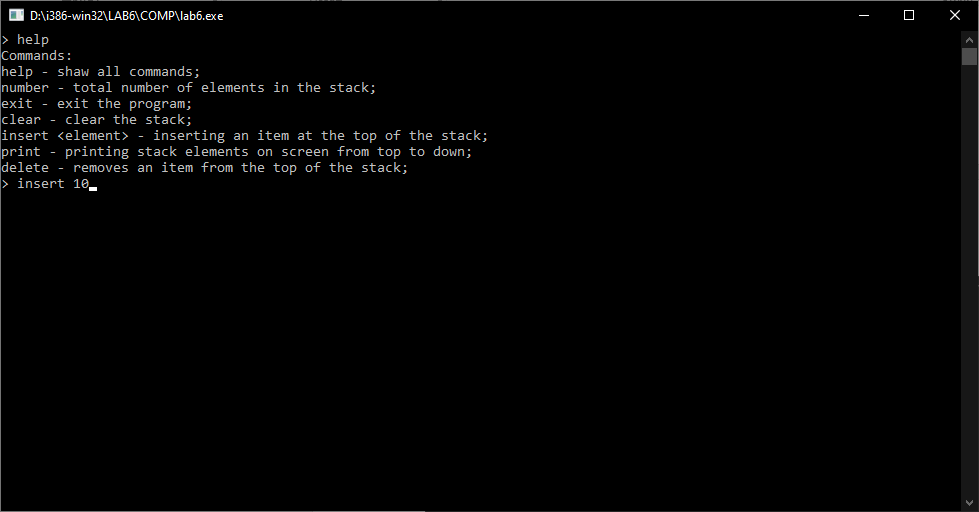 D:\i386-win32\LAB6\COMP\lab6.exe
> help
Commands:
help - shaw all commands;
number - total number of elements in the stack;
exit - exit the program;
clear - clear the stack;
insert <element> - inserting an item at the top of the stack;
print - printing stack elements on screen from top to down;
delete - removes an item from the top of the stack;
> insert 10